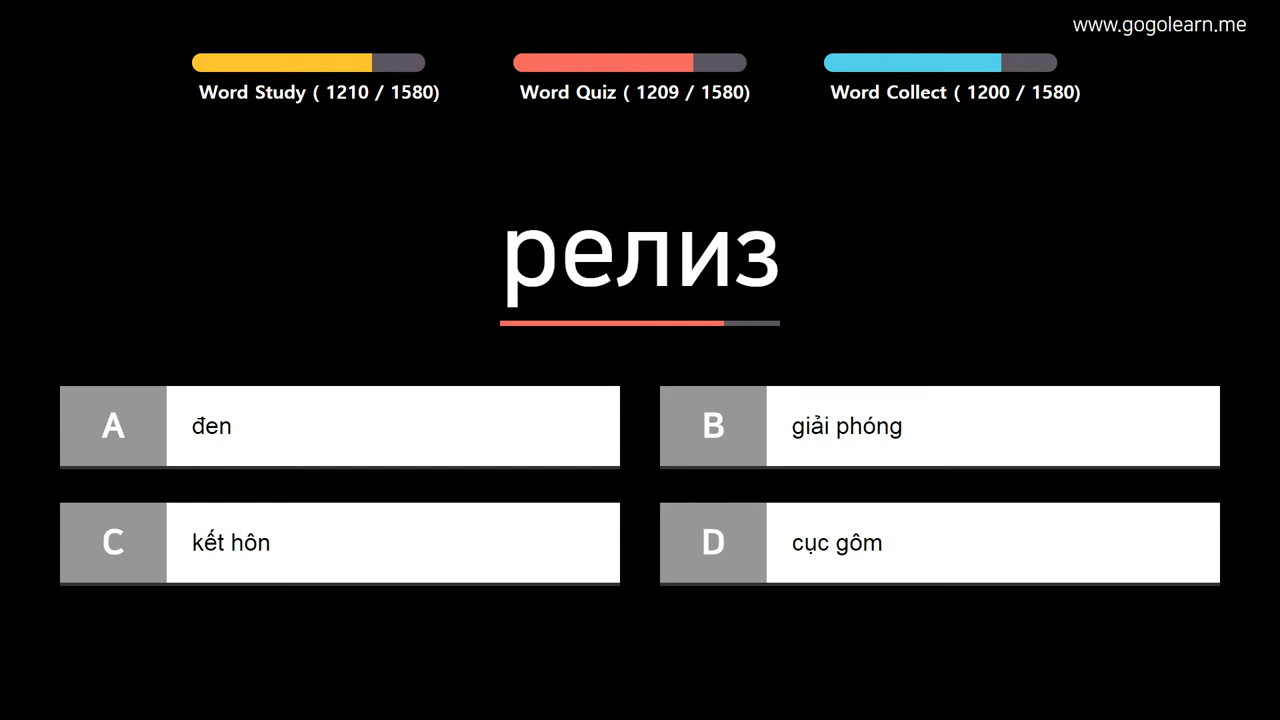 www.gogolearn.me
Word Study ( 1210 / 1580)
Word Quiz ( 1209 / 1580)
Word Collect ( 1200 / 1580)
релиз
A đen
B giải phóng
C kết hôn
D cục gôm